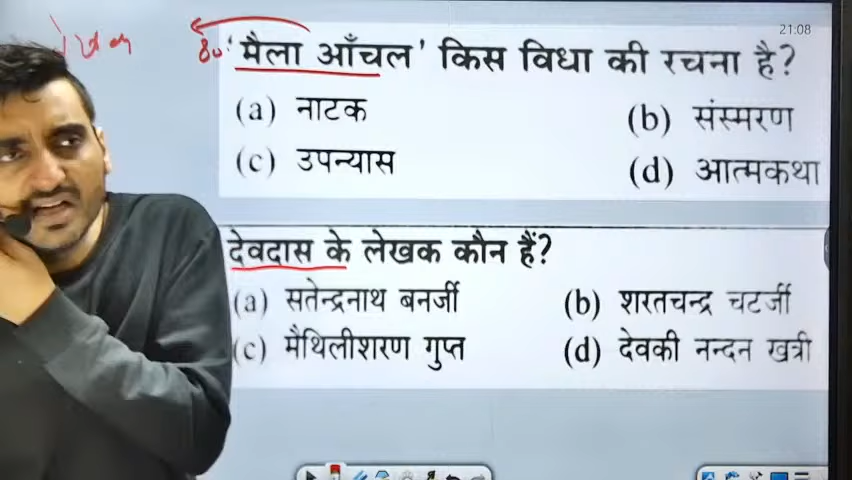 21:08
'मैला आँचल' किस विधा की रचना है?
(a) नाटक (b) संस्मरण
(c) उपन्यास (d) आत्मकथा
देवदास के लेखक कौन हैं?
(a) सतेन्द्रनाथ बनर्जी (b) शरतचन्द्र चटर्जी
(c) मैथिलीशरण गुप्त (d) देवकी नन्दन खत्री